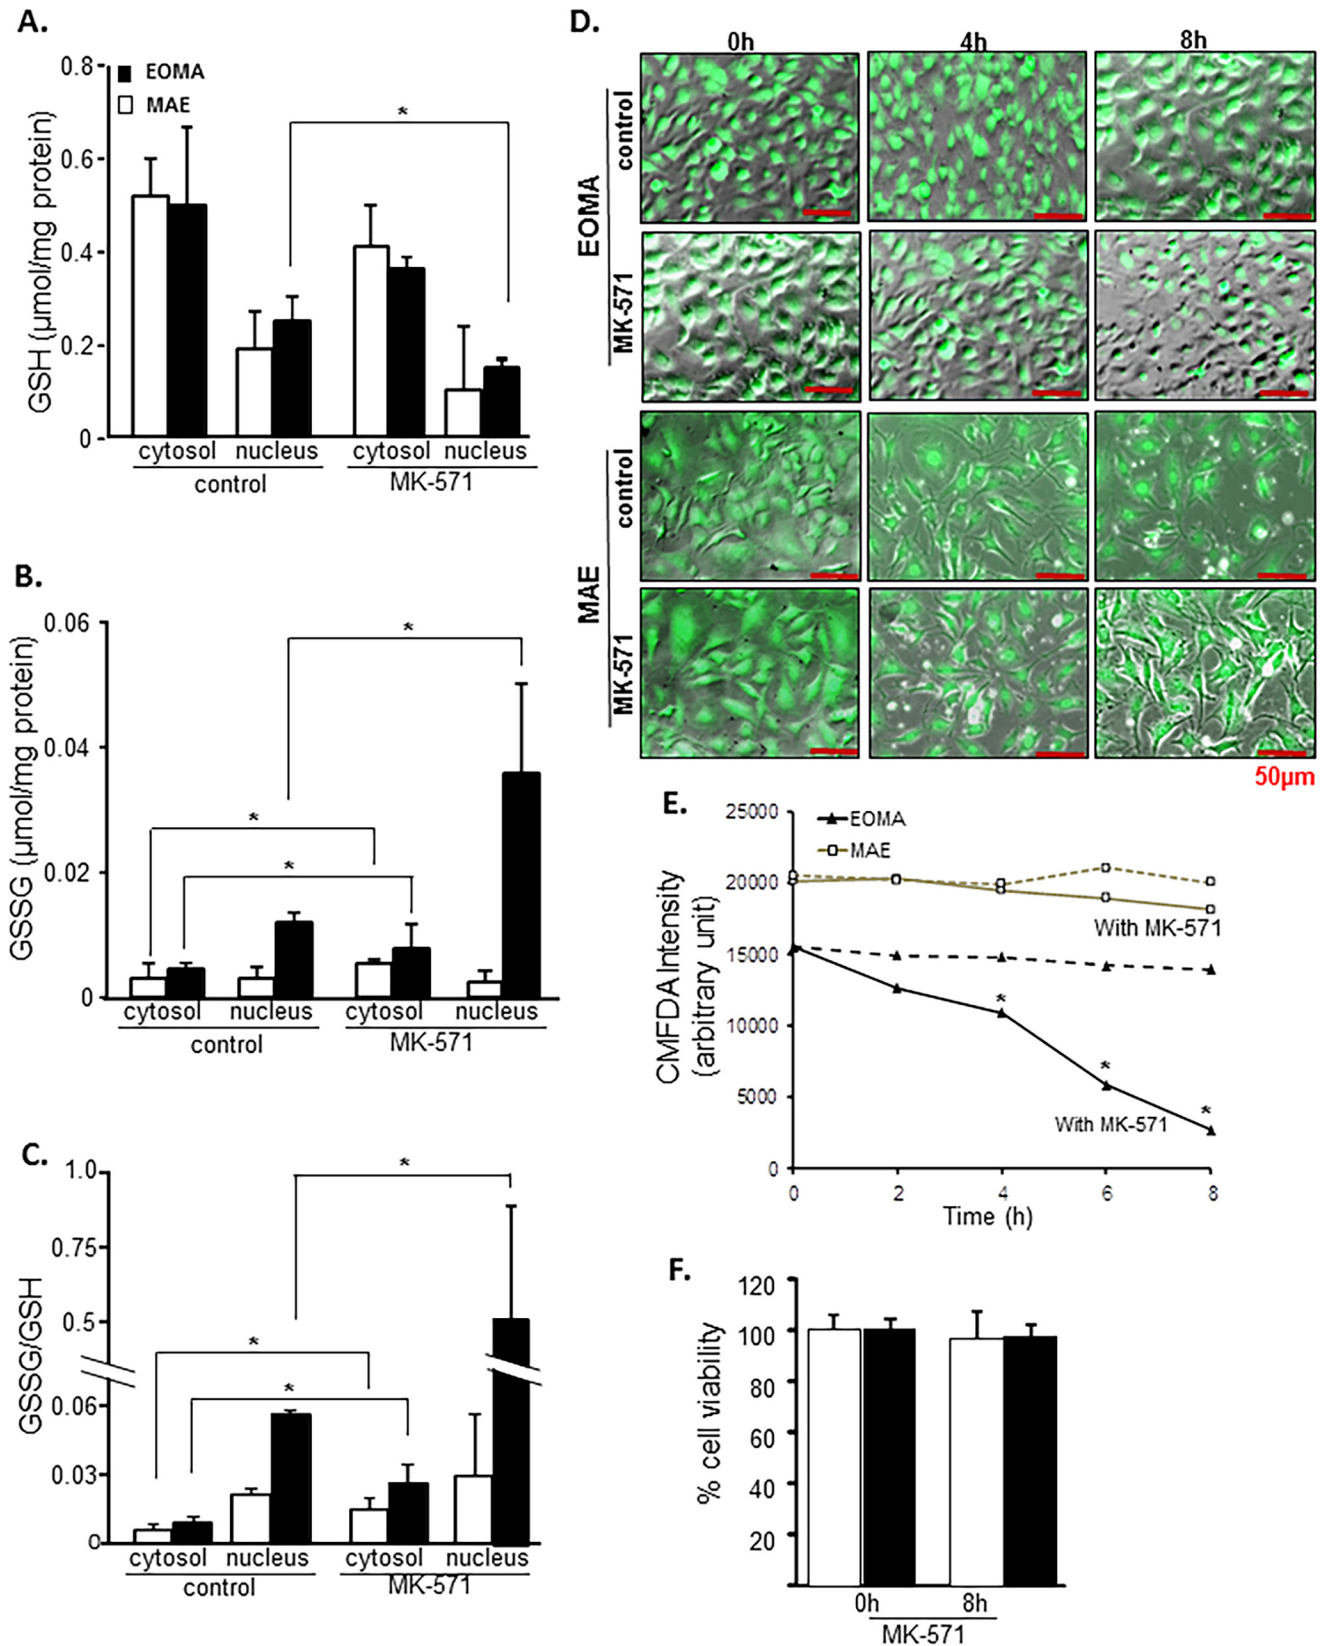 A.
GSH (µmol/mg protein)
0.8
0.6
0.4
0.2
0
EOMA
MAE
*
cytosol nucleus cytosol nucleus
control MK-571
B.
GSSG (µmol/mg protein)
0.06
0.04
0.02
0
*
*
*
cytosol nucleus cytosol nucleus
control MK-571
C.
GSSG/GSH
1.0
0.75
0.5
0.06
0.03
0
*
*
*
cytosol nucleus cytosol nucleus
control MK-571
D.
0h 4h 8h
EOMA
control
MK-571
MAE
control
MK-571
50µm
E.
CMFDA Intensity
(arbitrary unit)
25000
20000
15000
10000
5000
0
EOMA
MAE
With MK-571
*
*
*
With MK-571
0 2 4 6 8
Time (h)
F.
% cell viability
120
100
80
60
40
20
0h 8h
MK-571